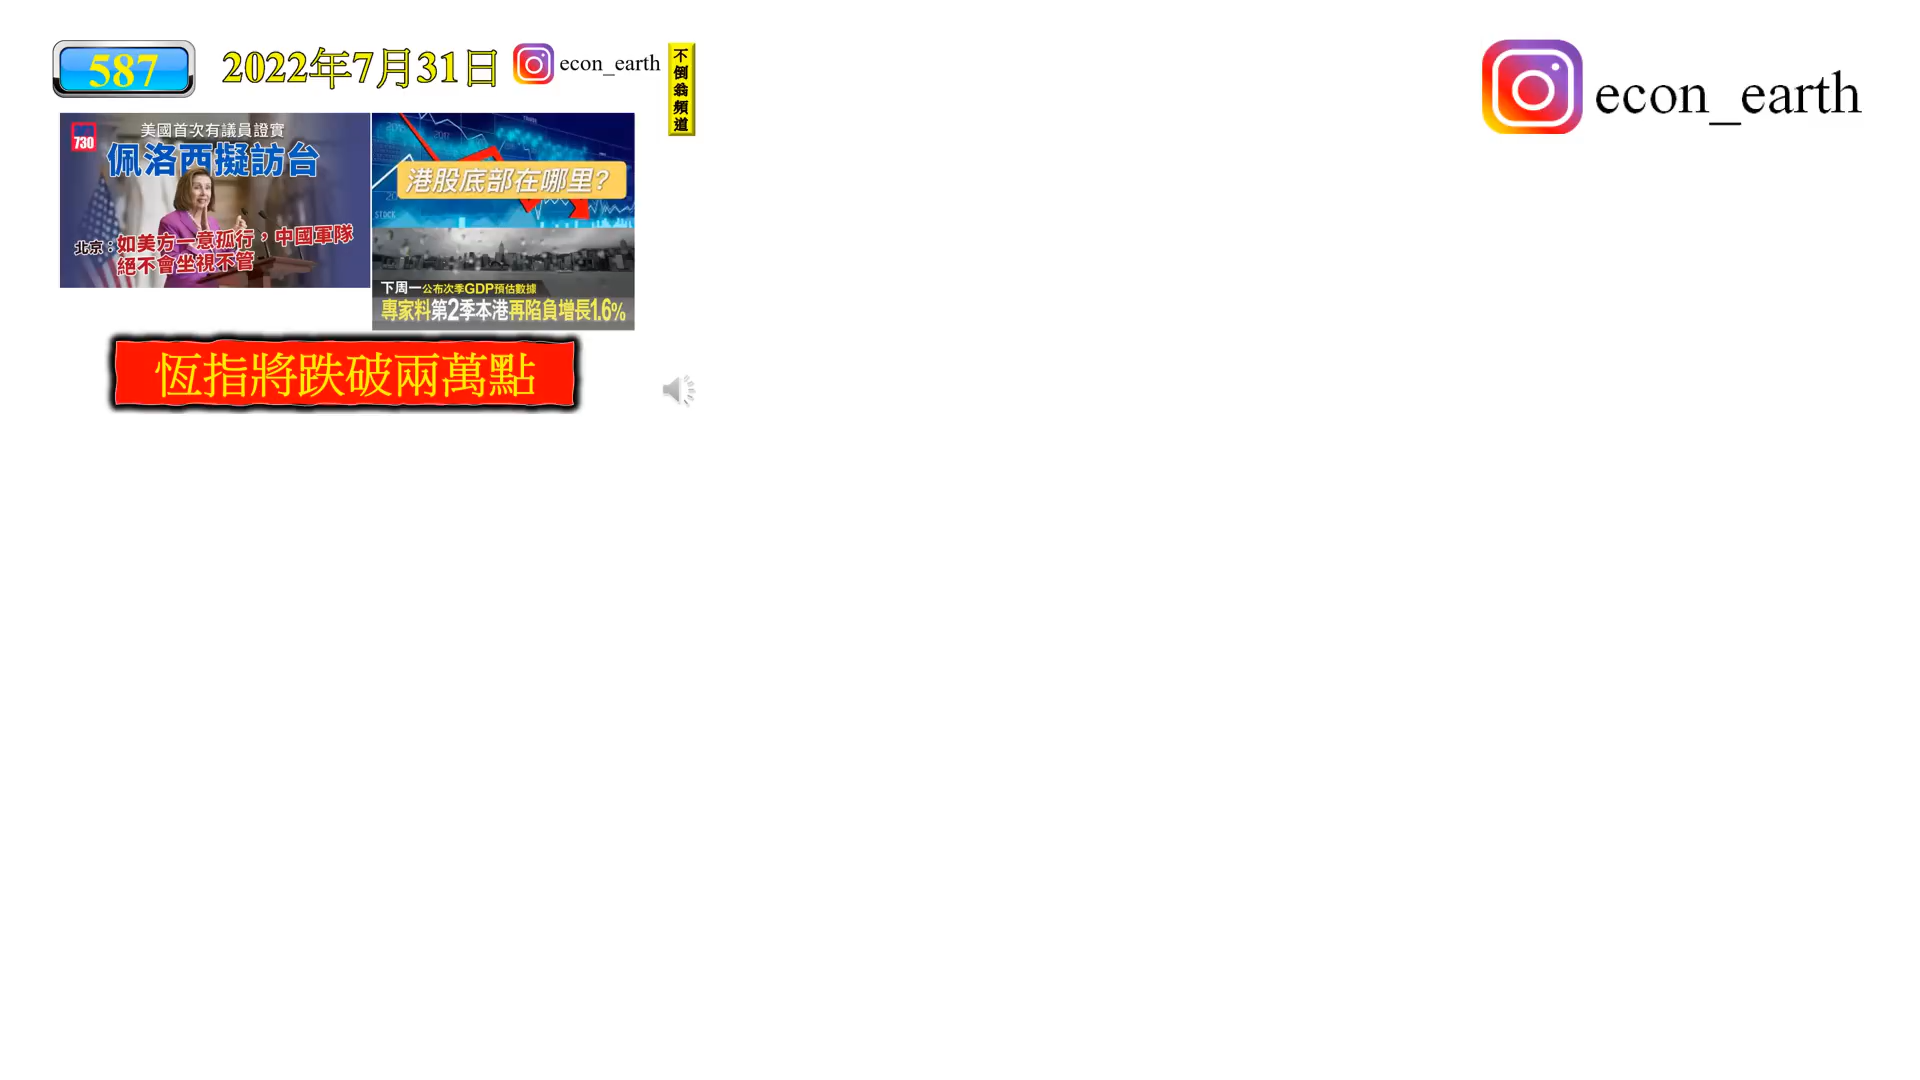 587
2022年7月31日
econ_earth
不倒翁頻道
econ_earth
730
美國首次有議員證實
佩洛西擬訪台
北京：如美方一意孤行，中國軍隊
絕不會坐視不管
港股底部在哪里?
STOCK
下周一公布次季GDP預估數據
專家料第2季本港再陷負增長1.6%
恆指將跌破兩萬點